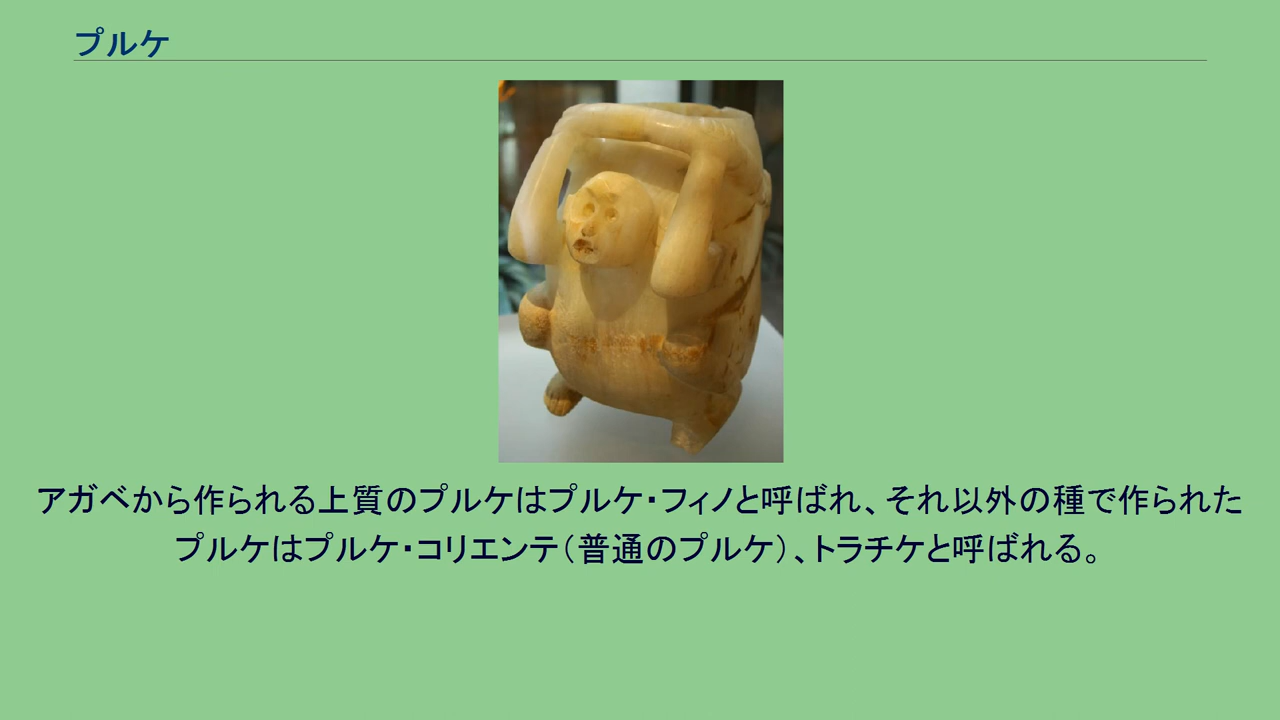 プルケ
アガベから作られる上質のプルケはプルケ・フィノと呼ばれ、それ以外の種で作られた
プルケはプルケ・コリエンテ（普通のプルケ）、トラチケと呼ばれる。